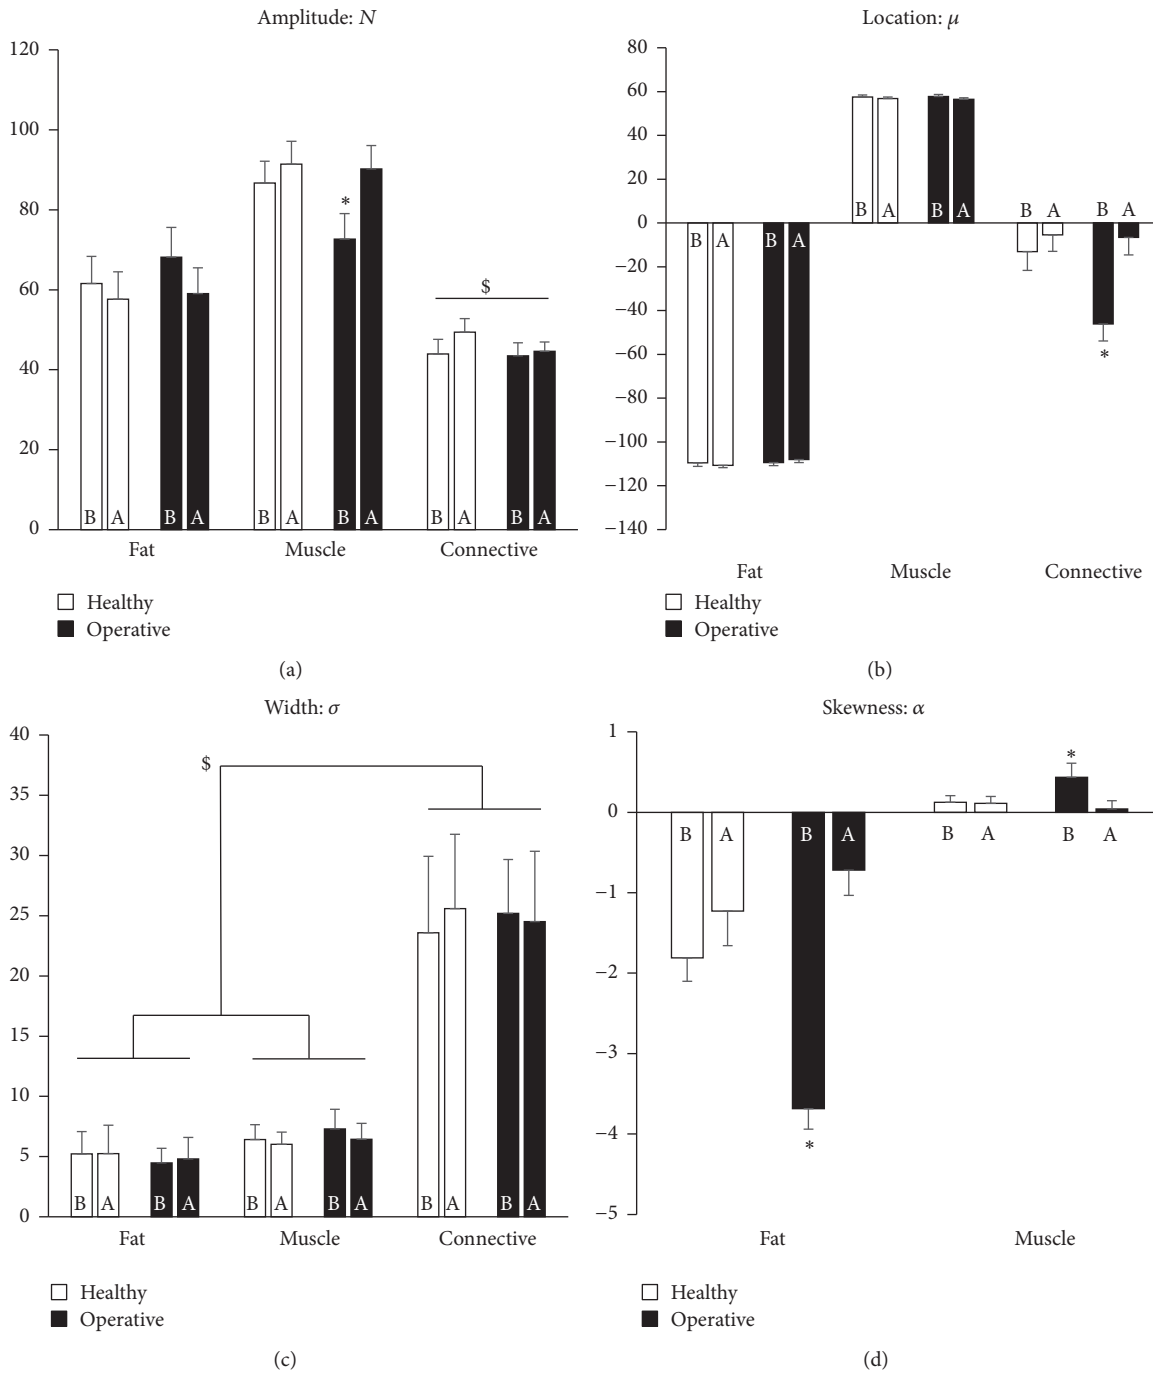 Amplitude: N
120
100
80
60
40
20
0
*
$
B A B A B A B A B A B A
Fat Muscle Connective
Healthy
Operative
(a)
Location: μ
80
60
40
20
0
−20
−40
−60
−80
−100
−120
−140
B A B A B A B A B A B A
*
Fat Muscle Connective
Healthy
Operative
(b)
Width: σ
40
35
30
25
20
15
10
5
0
$
B A B A B A B A B A B A
Fat Muscle Connective
Healthy
Operative
(c)
Skewness: α
1
0
−1
−2
−3
−4
−5
*
B A B A B A B A
*
Fat Muscle
Healthy
Operative
(d)